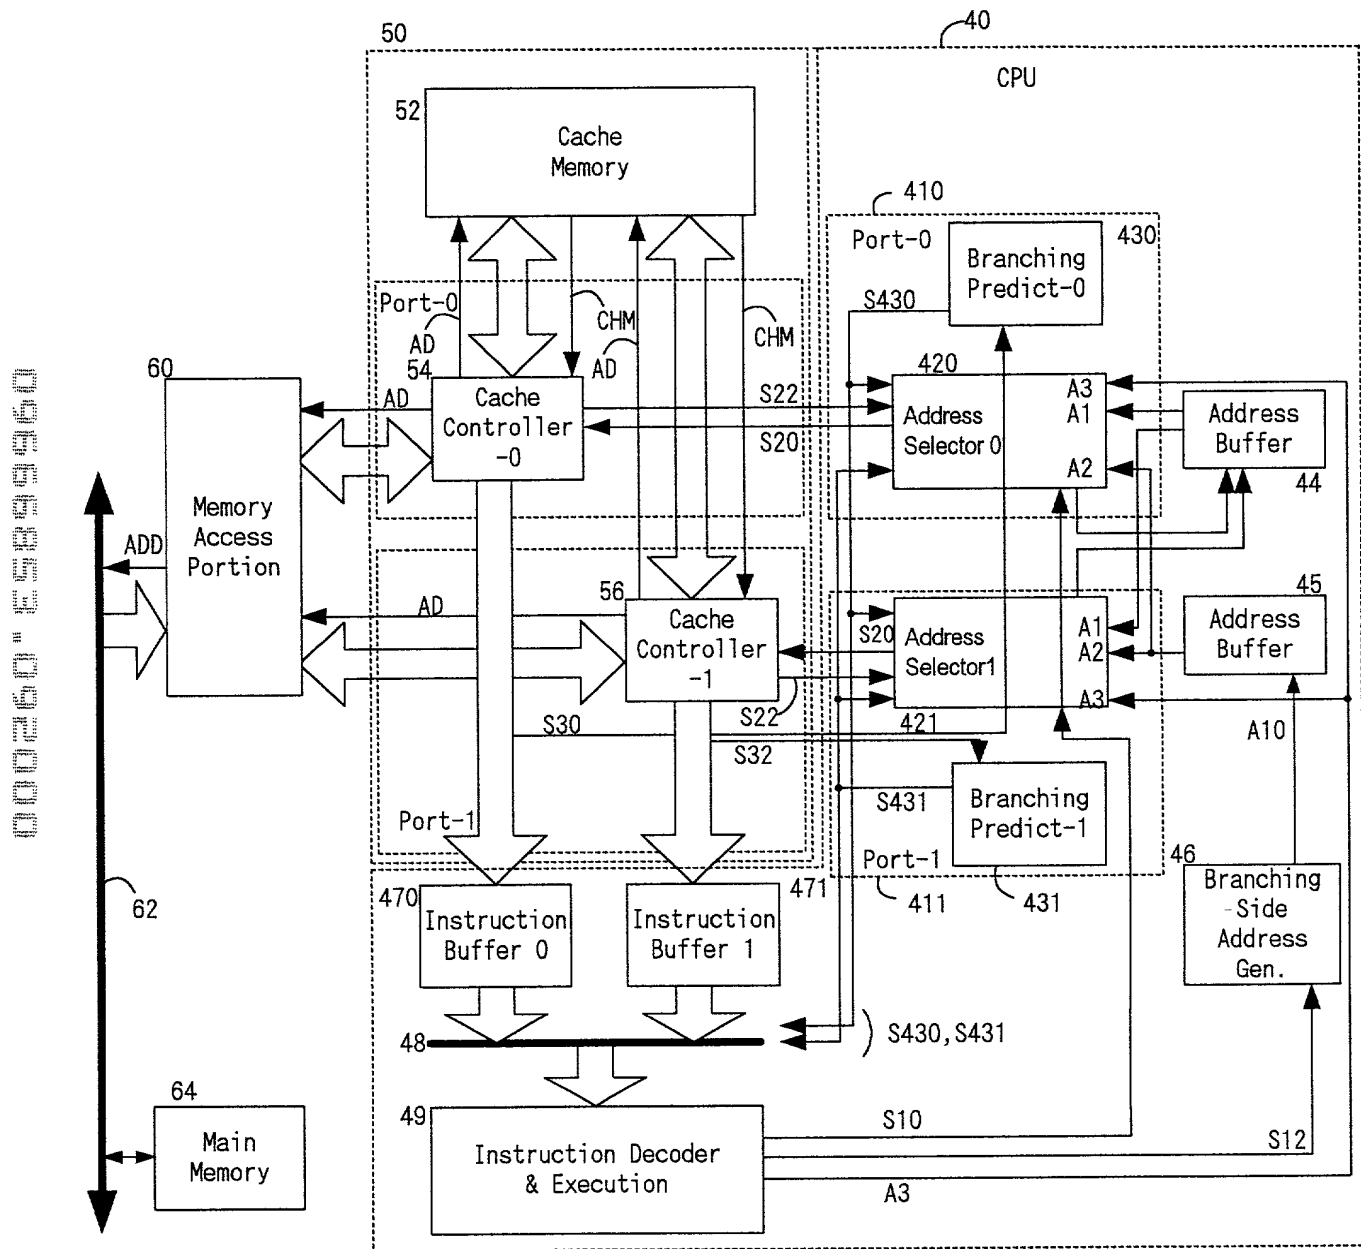 50
40
CPU
52
Cache
Memory
410
Port-0
430
Branching
Predict-0
S430
Port-0
AD
CHM
AD
CHM
54
Cache
Controller
-0
60
AD
S22
S20
420
Address
Selector 0
A3
A1
A2
Address
Buffer
44
Memory
Access
Portion
ADD
56
Cache
Controller
-1
AD
S20
S22
Address
Selector1
A1
A2
A3
421
45
Address
Buffer
A10
S30
S32
Port-1
S431
Branching
Predict-1
Port-1
411
431
46
Branching
-Side
Address
Gen.
62
470
Instruction
Buffer 0
471
Instruction
Buffer 1
48
S430,S431
64
Main
Memory
49
Instruction Decoder
& Execution
S10
S12
A3
09665853.092000